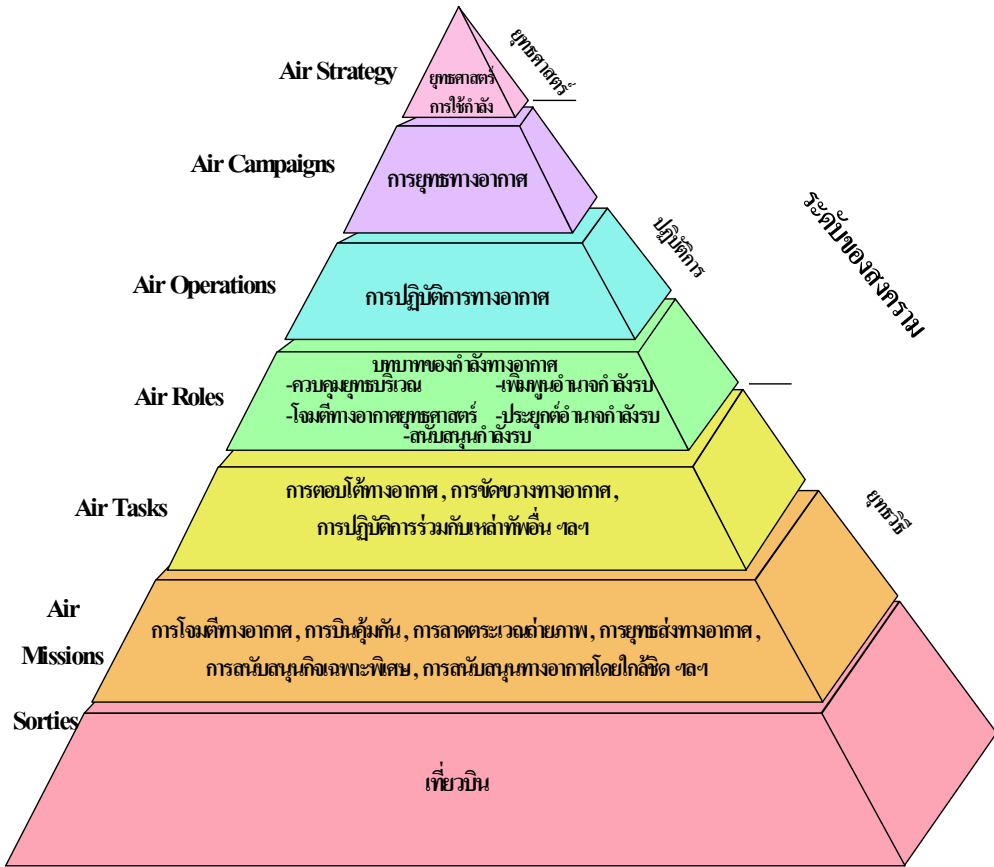 Air Strategy
ยุทธศาสตร์
การใช้กำลัง
ยุทธศาสตร์
Air Campaigns
การยุทธทางอากาศ
Air Operations
การปฏิบัติการทางอากาศ
ปฏิบัติการ
ระดับของสงคราม
Air Roles
บทบาทของกำลังทางอากาศ
-ควบคุมยุทธบริเวณ -เพิ่มพูนอำนาจกำลังรบ
-โจมตีทางอากาศยุทธศาสตร์ -ประยุกต์อำนาจกำลังรบ
-สนับสนุนกำลังรบ
Air Tasks
การตอบโต้ทางอากาศ , การขัดขวางทางอากาศ ,
การปฏิบัติการร่วมกับเหล่าทัพอื่น ฯลฯ
ยุทธวิธี
Air
Missions
การโจมตีทางอากาศ , การบินคุ้มกัน , การลาดตระเวณถ่ายภาพ , การยุทธส่งทางอากาศ ,
การสนับสนุนกิจเฉพาะพิเศษ , การสนับสนุนทางอากาศโดยใกล้ชิด ฯลฯ
Sorties
เที่ยวบิน